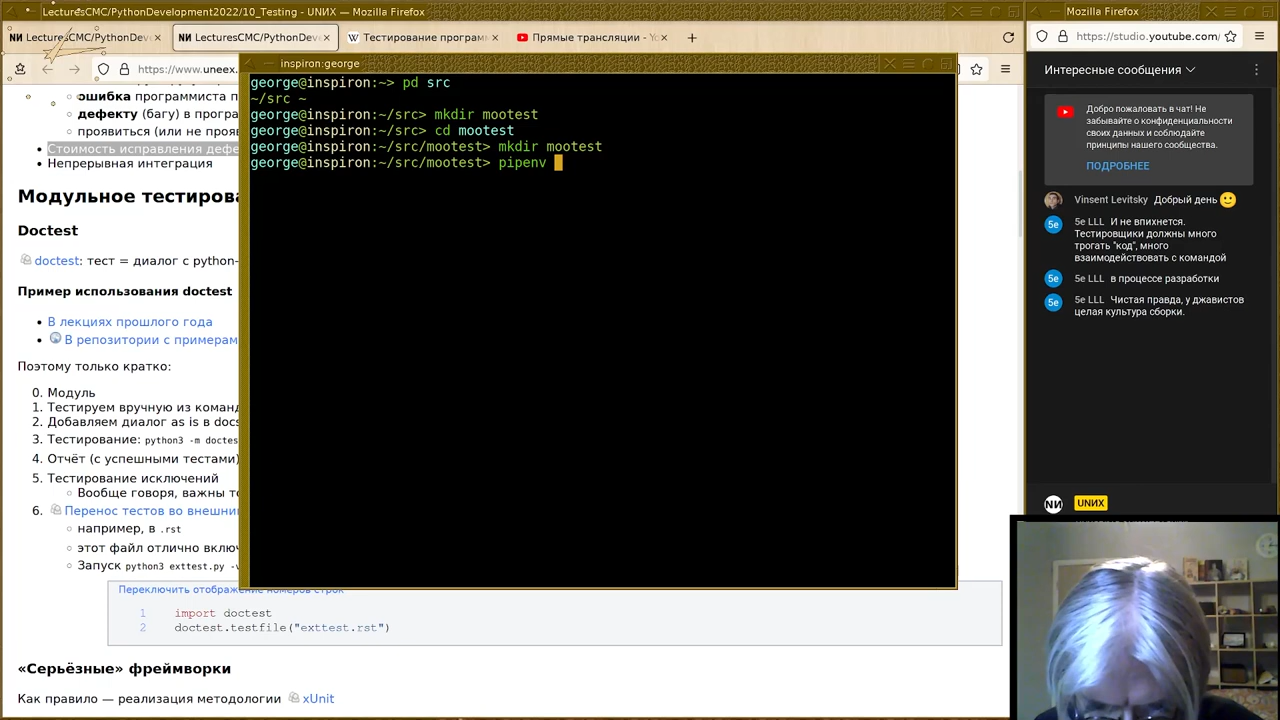 LecturesCMC/PythonDevelopment2022/10_Testing - UNИX — Mozilla Firefox
Mozilla Firefox
LecturesCMC/PythonDeve
LecturesCMC/PythonDeve
Тестирование програм
Прямые трансляции - Yo
https://www.uneex.
https://studio.youtube.com/
inspiron:george
george@inspiron:~> pd src
~/src ~
george@inspiron:~/src> mkdir mootest
george@inspiron:~/src> cd mootest
george@inspiron:~/src/mootest> mkdir mootest
george@inspiron:~/src/mootest> pipenv
ошибка программиста п
дефекту (багу) в програ
проявиться (или не прояв
Стоимость исправления дефе
Непрерывная интеграция
Модульное тестирова
Doctest
doctest: тест = диалог с python-
Пример использования doctest
В лекциях прошлого года
В репозитории с примерам
Поэтому только кратко:
0. Модуль
1. Тестируем вручную из команд
2. Добавляем диалог as is в docs
3. Тестирование: python3 -m doctes
4. Отчёт (с успешными тестами)
5. Тестирование исключений
Вообще говоря, важны то
6. Перенос тестов во внешни
например, в .rst
этот файл отлично включ
Запуск python3 exttest.py -v
Переключить отображение номеров строк
1 import doctest
2 doctest.testfile("exttest.rst")
«Серьёзные» фреймворки
Как правило — реализация методологии xUnit
Интересные сообщения
Добро пожаловать в чат! Не
забывайте о конфиденциальности
своих данных и соблюдайте
принципы нашего сообщества.
ПОДРОБНЕЕ
Vinsent Levitsky Добрый день
5e 5e LLL И не впихнется.
Тестировщики должны много
трогать "код", много
взаимодействовать с командой
5e 5e LLL в процессе разработки
5e 5e LLL Чистая правда, у джавистов
целая культура сборки.
NИ UNИX